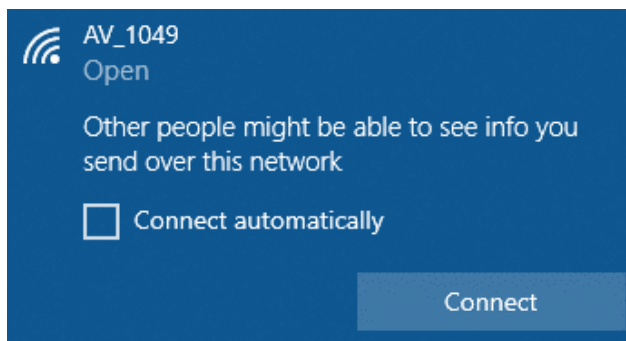 AV_1049
Open
Other people might be able to see info you
send over this network
Connect automatically
Connect